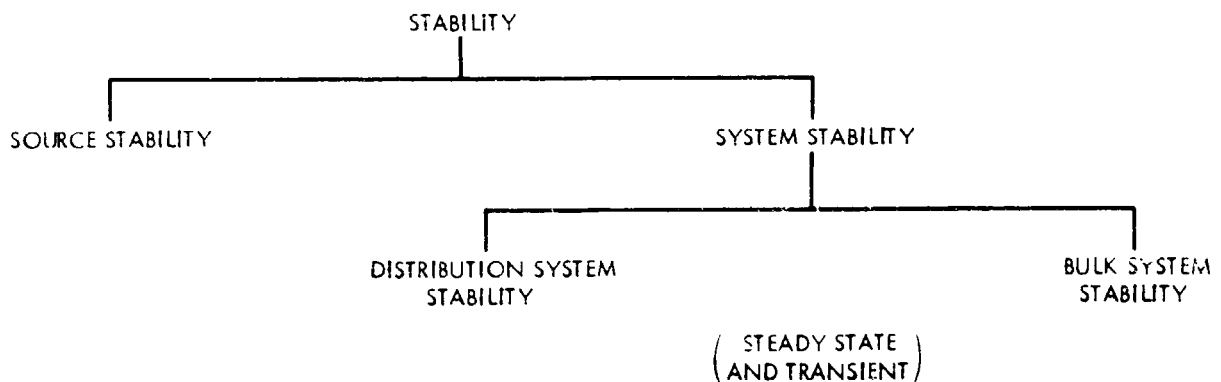 STABILITY
SOURCE STABILITY
SYSTEM STABILITY
DISTRIBUTION SYSTEM
STABILITY
BULK SYSTEM
STABILITY
(STEADY STATE
AND TRANSIENT)